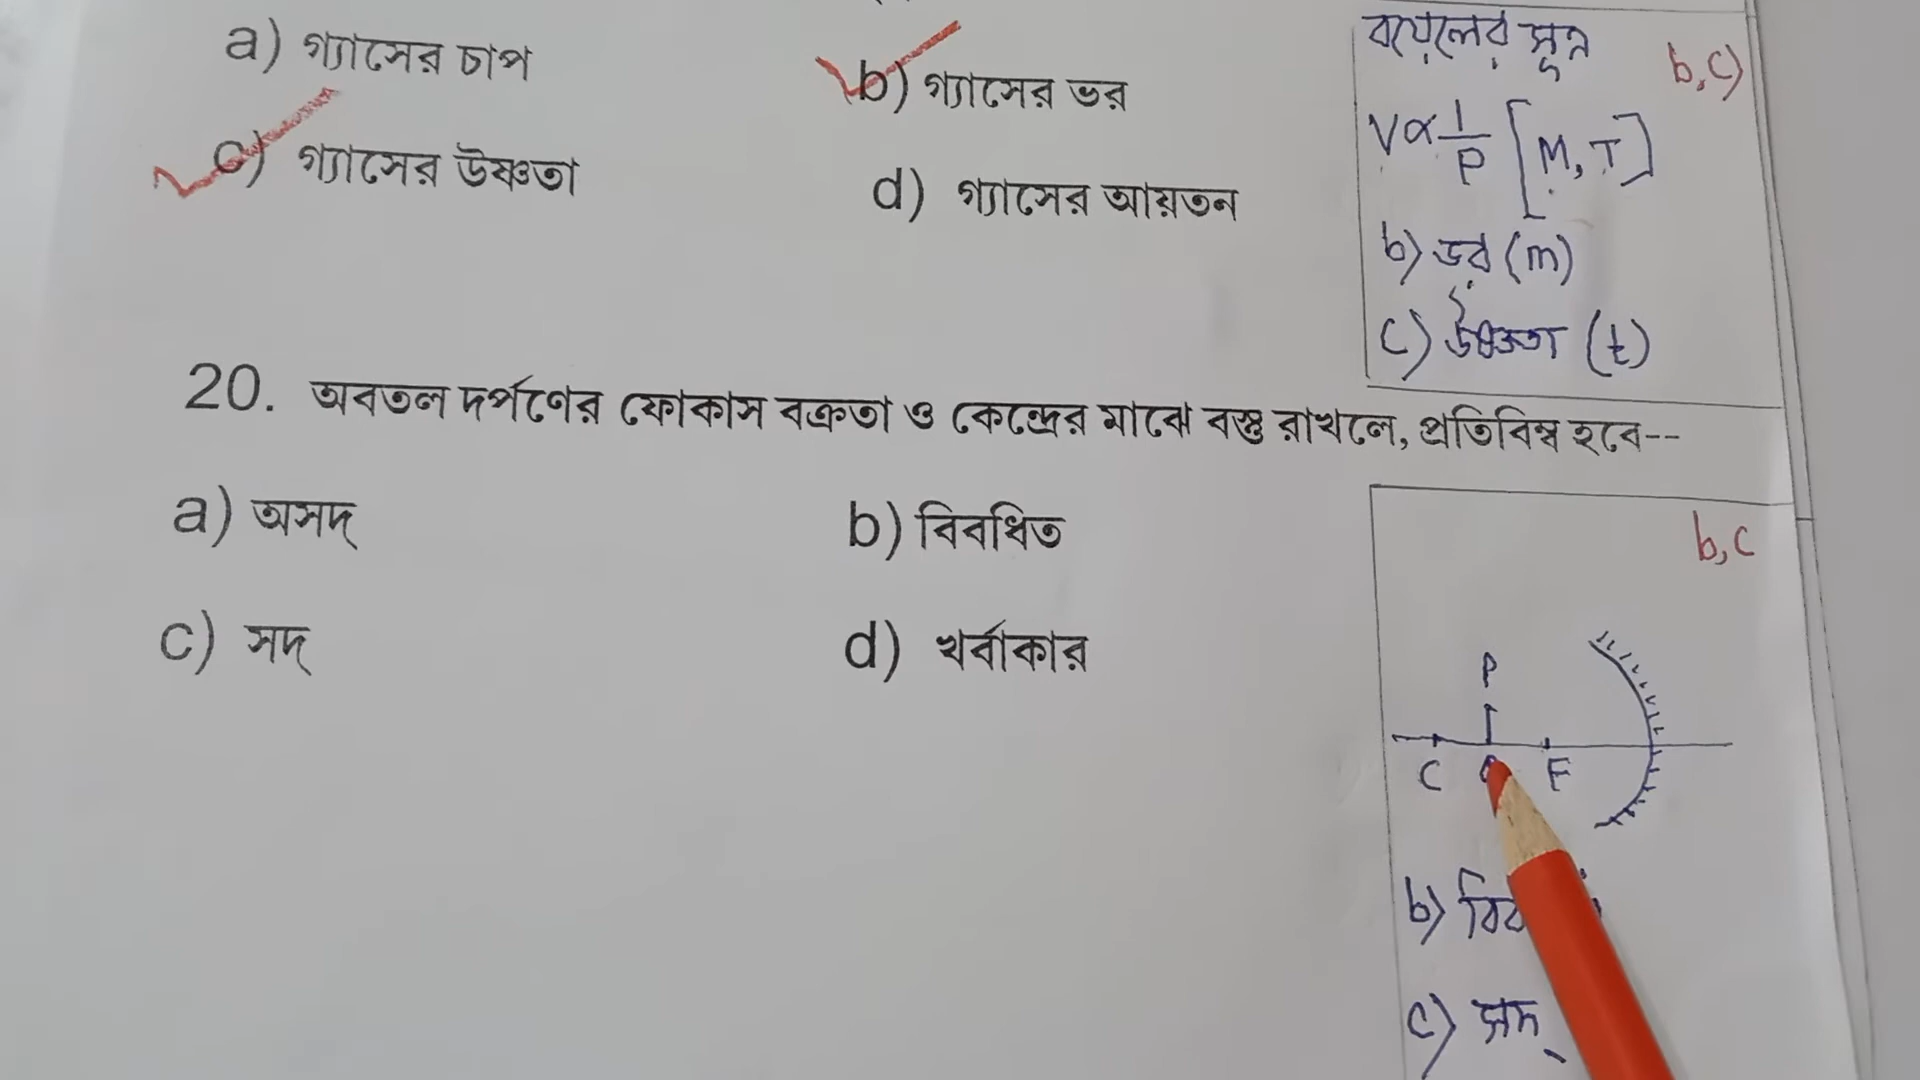 a) গ্যাসের চাপ
b) গ্যাসের ভর
c) গ্যাসের উষ্ণতা
d) গ্যাসের আয়তন
বয়েলের সূত্র
b,c)
V∝1/P [M,T]
b) ভর (m)
c) উষ্ণতা (t)
20. অবতল দর্পণের ফোকাস বক্রতা ও কেন্দ্রের মাঝে বস্তু রাখলে, প্রতিবিম্ব হবে--
a) অসদ্
b) বিবধিত
c) সদ্
d) খর্বাকার
b,c
P
C
F
b)
c) সদ্